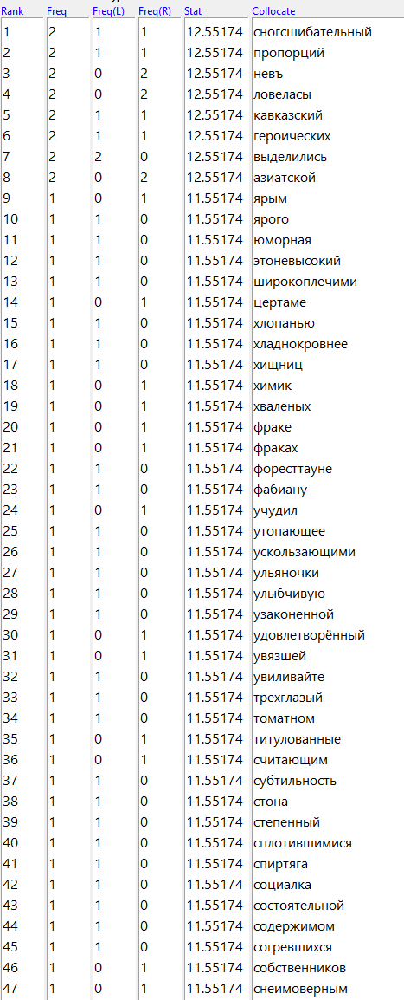 Rank Freq Freq(L) Freq(R) Stat Collocate
1 2 1 1 12.55174 сногсшибательный
2 2 1 1 12.55174 пропорций
3 2 0 2 12.55174 невъ
4 2 0 2 12.55174 ловеласы
5 2 1 1 12.55174 кавказский
6 2 1 1 12.55174 героических
7 2 2 0 12.55174 выделились
8 2 0 2 12.55174 азиатской
9 1 0 1 11.55174 ярым
10 1 1 0 11.55174 ярого
11 1 1 0 11.55174 юморная
12 1 1 0 11.55174 этоневысокий
13 1 1 0 11.55174 широкоплечими
14 1 0 1 11.55174 цертаме
15 1 1 0 11.55174 хлопанью
16 1 1 0 11.55174 хладнокровнее
17 1 1 0 11.55174 хищниц
18 1 0 1 11.55174 химик
19 1 0 1 11.55174 хваленых
20 1 0 1 11.55174 фраке
21 1 0 1 11.55174 фраках
22 1 1 0 11.55174 форесттауне
23 1 1 0 11.55174 фабиану
24 1 0 1 11.55174 учудил
25 1 1 0 11.55174 утопающее
26 1 1 0 11.55174 ускользающими
27 1 1 0 11.55174 ульяночки
28 1 1 0 11.55174 улыбчивую
29 1 1 0 11.55174 узаконенной
30 1 0 1 11.55174 удовлетворённый
31 1 0 1 11.55174 увязшей
32 1 1 0 11.55174 увиливайте
33 1 1 0 11.55174 трехглазый
34 1 1 0 11.55174 томатном
35 1 0 1 11.55174 титулованные
36 1 0 1 11.55174 считающим
37 1 1 0 11.55174 субтильность
38 1 1 0 11.55174 стона
39 1 1 0 11.55174 степенный
40 1 1 0 11.55174 сплотившимися
41 1 1 0 11.55174 спиртяга
42 1 1 0 11.55174 социалка
43 1 1 0 11.55174 состоятельной
44 1 1 0 11.55174 содержимом
45 1 1 0 11.55174 согревшихся
46 1 0 1 11.55174 собственников
47 1 0 1 11.55174 снеимоверным